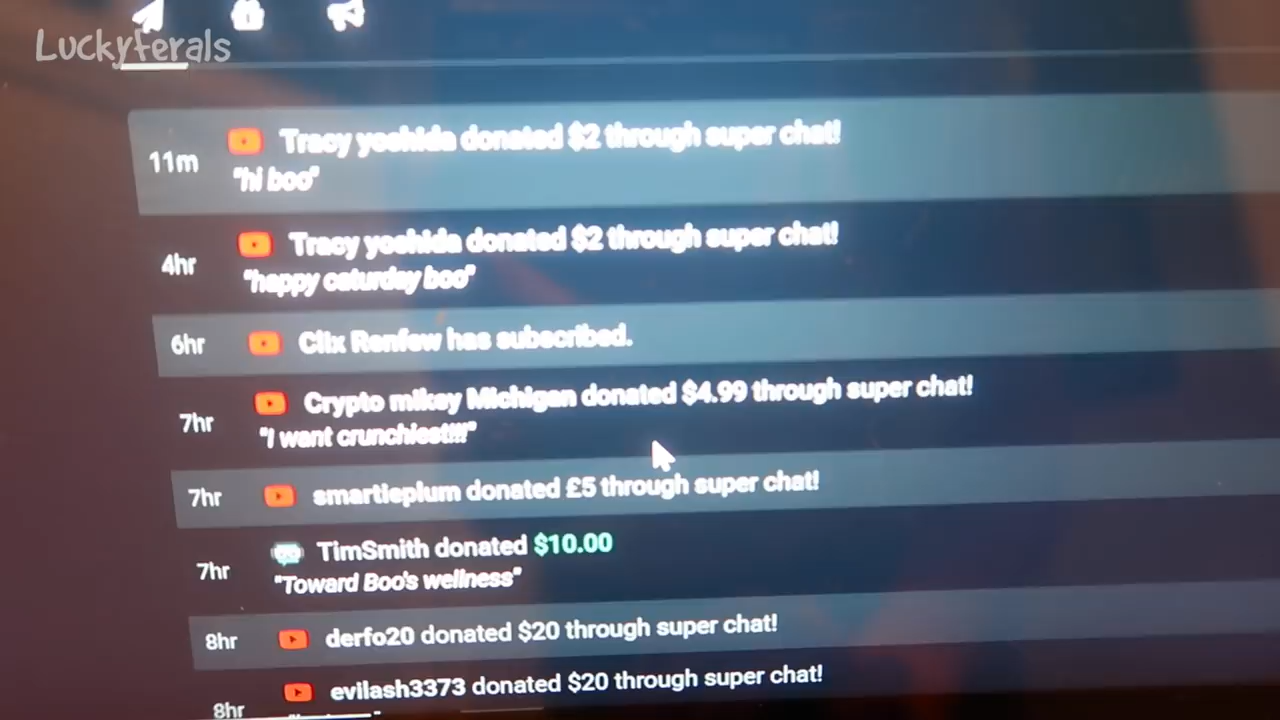 Luckyferals
11m Tracy yoshida donated $2 through super chat!
"hi boo"
4hr Tracy yoshida donated $2 through super chat!
"happy caturday boo"
6hr Clix Renfew has subscribed.
7hr Crypto mikey Michigan donated $4.99 through super chat!
"I want crunchiest!!!"
7hr smartieplum donated £5 through super chat!
7hr TimSmith donated $10.00
"Toward Boo's wellness"
8hr derfo20 donated $20 through super chat!
8hr evilash3373 donated $20 through super chat!